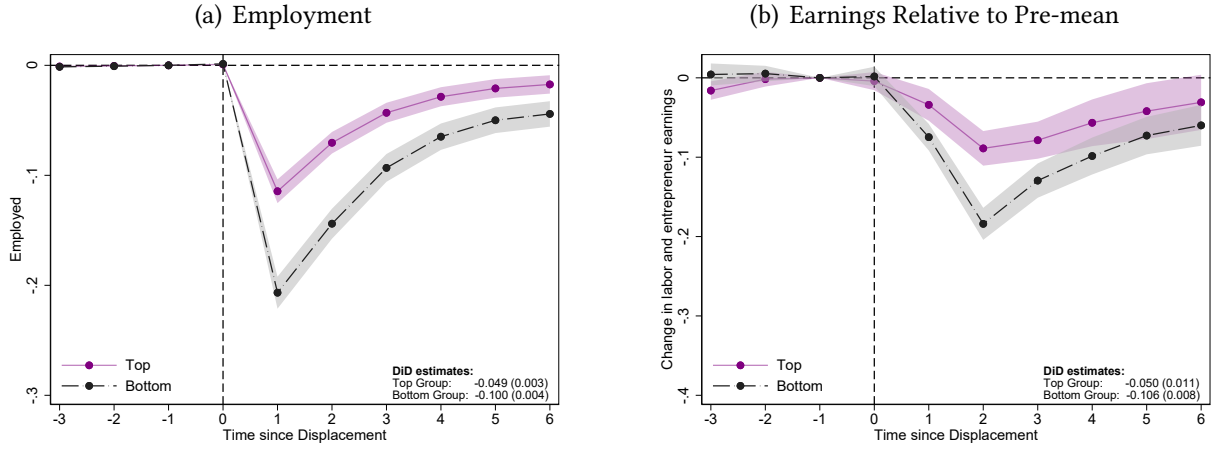 (a) Employment
Employed
0
-.1
-.2
-.3
-3 -2 -1 0 1 2 3 4 5 6
Time since Displacement
Top
Bottom
DiD estimates:
Top Group: -0.049 (0.003)
Bottom Group: -0.100 (0.004)
(b) Earnings Relative to Pre-mean
Change in labor and entrepreneur earnings
0
-.1
-.2
-.3
-.4
-3 -2 -1 0 1 2 3 4 5 6
Time since Displacement
Top
Bottom
DiD estimates:
Top Group: -0.050 (0.011)
Bottom Group: -0.106 (0.008)